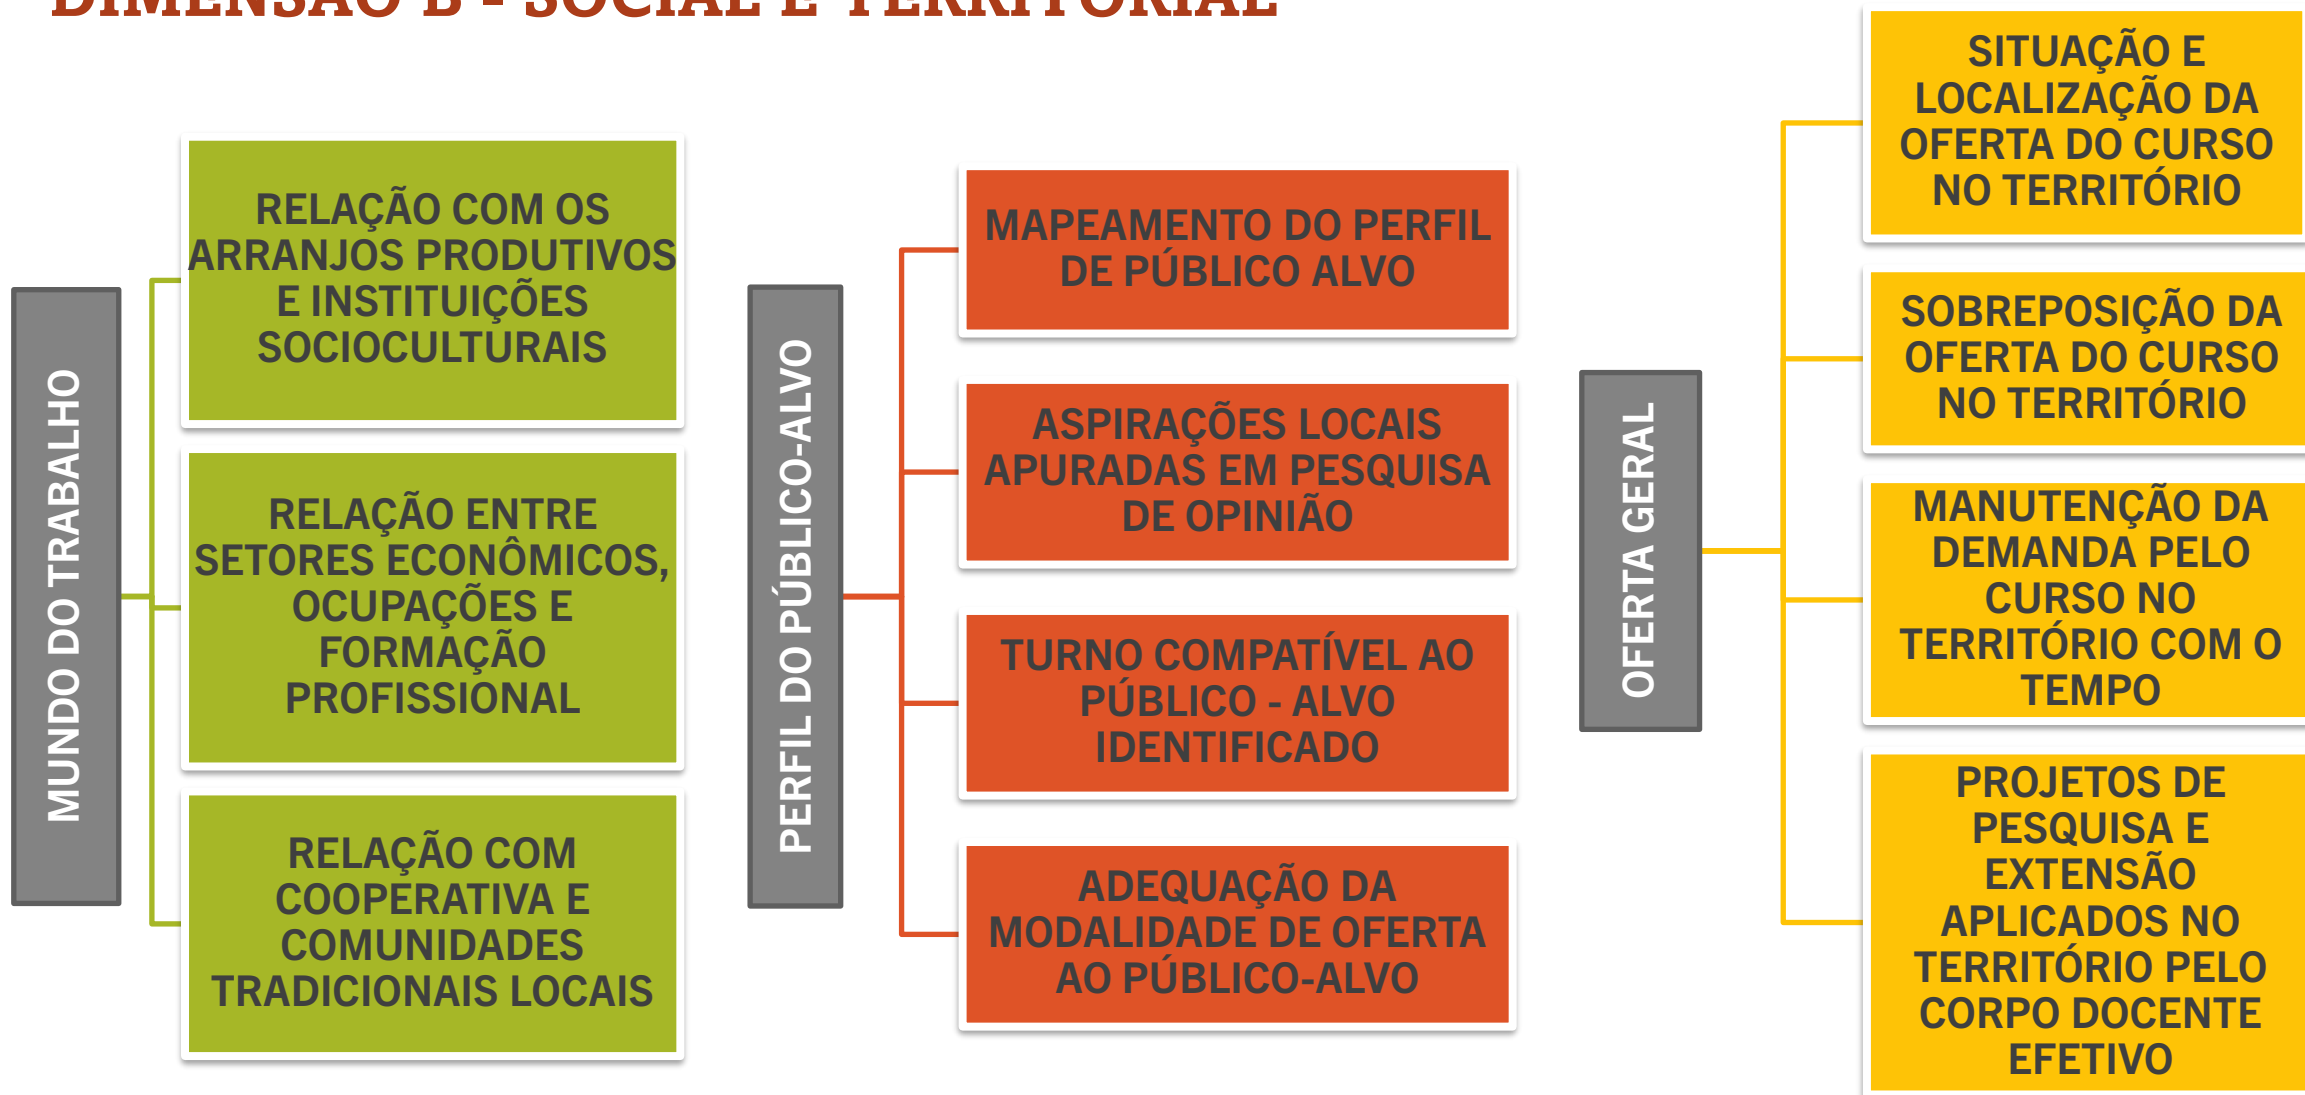 DIMENSÃO B - SOCIAL E TERRITORIAL
MUNDO DO TRABALHO
RELAÇÃO COM OS
ARRANJOS PRODUTIVOS
E INSTITUIÇÕES
SOCIOCULTURAIS
RELAÇÃO ENTRE
SETORES ECONÔMICOS,
OCUPAÇÕES E
FORMAÇÃO
PROFISSIONAL
RELAÇÃO COM
COOPERATIVA E
COMUNIDADES
TRADICIONAIS LOCAIS
PERFIL DO PÚBLICO-ALVO
MAPEAMENTO DO PERFIL
DE PÚBLICO ALVO
ASPIRAÇÕES LOCAIS
APURADAS EM PESQUISA
DE OPINIÃO
TURNO COMPATÍVEL AO
PÚBLICO - ALVO
IDENTIFICADO
ADEQUAÇÃO DA
MODALIDADE DE OFERTA
AO PÚBLICO-ALVO
OFERTA GERAL
SITUAÇÃO E
LOCALIZAÇÃO DA
OFERTA DO CURSO
NO TERRITÓRIO
SOBREPOSIÇÃO DA
OFERTA DO CURSO
NO TERRITÓRIO
MANUTENÇÃO DA
DEMANDA PELO
CURSO NO
TERRITÓRIO COM O
TEMPO
PROJETOS DE
PESQUISA E
EXTENSÃO
APLICADOS NO
TERRITÓRIO PELO
CORPO DOCENTE
EFETIVO